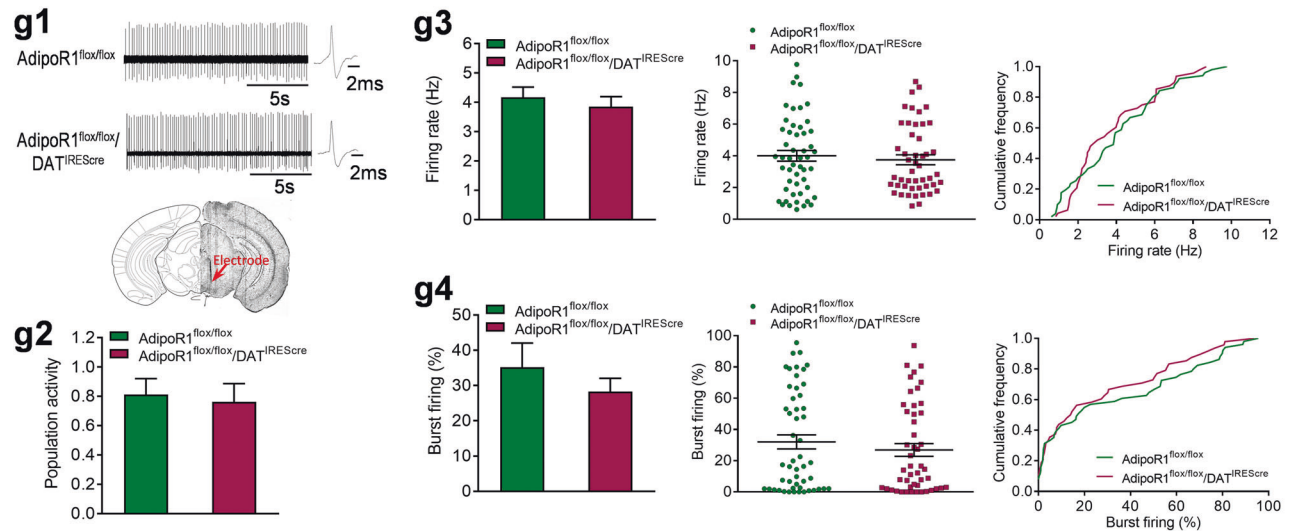 g1
AdipoR1flox/flox
5s
2ms
AdipoR1flox/flox/
DATIREScre
5s
2ms
Electrode
g2
AdipoR1flox/flox
AdipoR1flox/flox/DATIREScre
Population activity
1.2
1.0
0.8
0.6
0.4
0.2
0.0
g3
AdipoR1flox/flox
AdipoR1flox/flox/DATIREScre
Firing rate (Hz)
6
5
4
3
2
1
0
AdipoR1flox/flox
AdipoR1flox/flox/DATIREScre
Firing rate (Hz)
10
8
6
4
2
0
Cumulative frequency
1.0
0.8
0.6
0.4
0.2
0.0
AdipoR1flox/flox
AdipoR1flox/flox/DATIREScre
0 2 4 6 8 10 12
Firing rate (Hz)
g4
AdipoR1flox/flox
AdipoR1flox/flox/DATIREScre
Burst firing (%)
50
40
30
20
10
0
AdipoR1flox/flox
AdipoR1flox/flox/DATIREScre
Burst firing (%)
100
80
60
40
20
0
Cumulative frequency
1.0
0.8
0.6
0.4
0.2
0.0
AdipoR1flox/flox
AdipoR1flox/flox/DATIREScre
0 20 40 60 80 100
Burst firing (%)